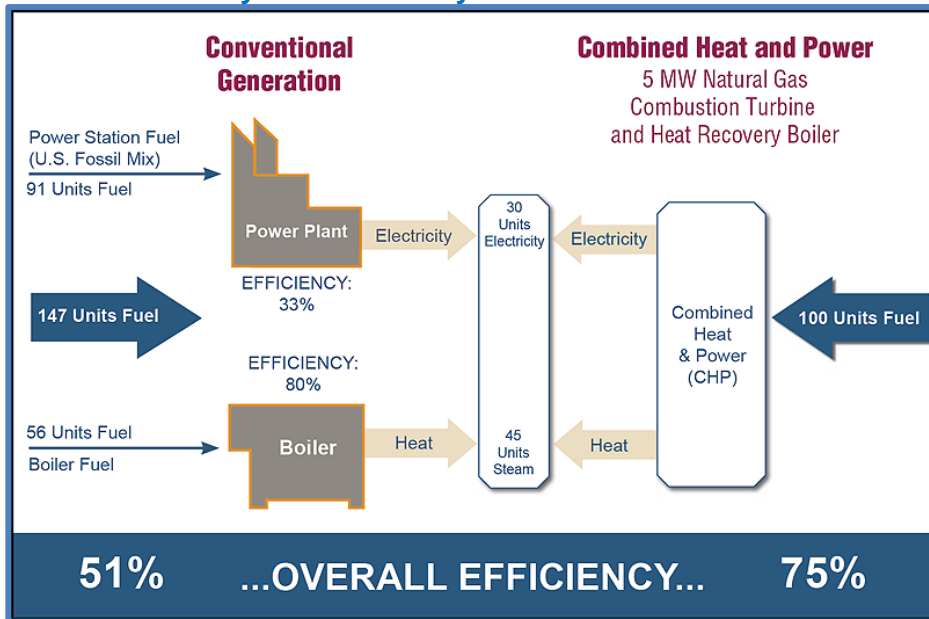 Conventional
Generation
Combined Heat and Power
5 MW Natural Gas
Combustion Turbine
and Heat Recovery Boiler
Power Station Fuel
(U.S. Fossil Mix)
91 Units Fuel
Power Plant
Electricity
30
Units
Electricity
Electricity
EFFICIENCY:
33%
147 Units Fuel
Combined
Heat
& Power
(CHP)
100 Units Fuel
EFFICIENCY:
80%
56 Units Fuel
Boiler Fuel
Boiler
Heat
45
Units
Steam
Heat
51%
...OVERALL EFFICIENCY...
75%